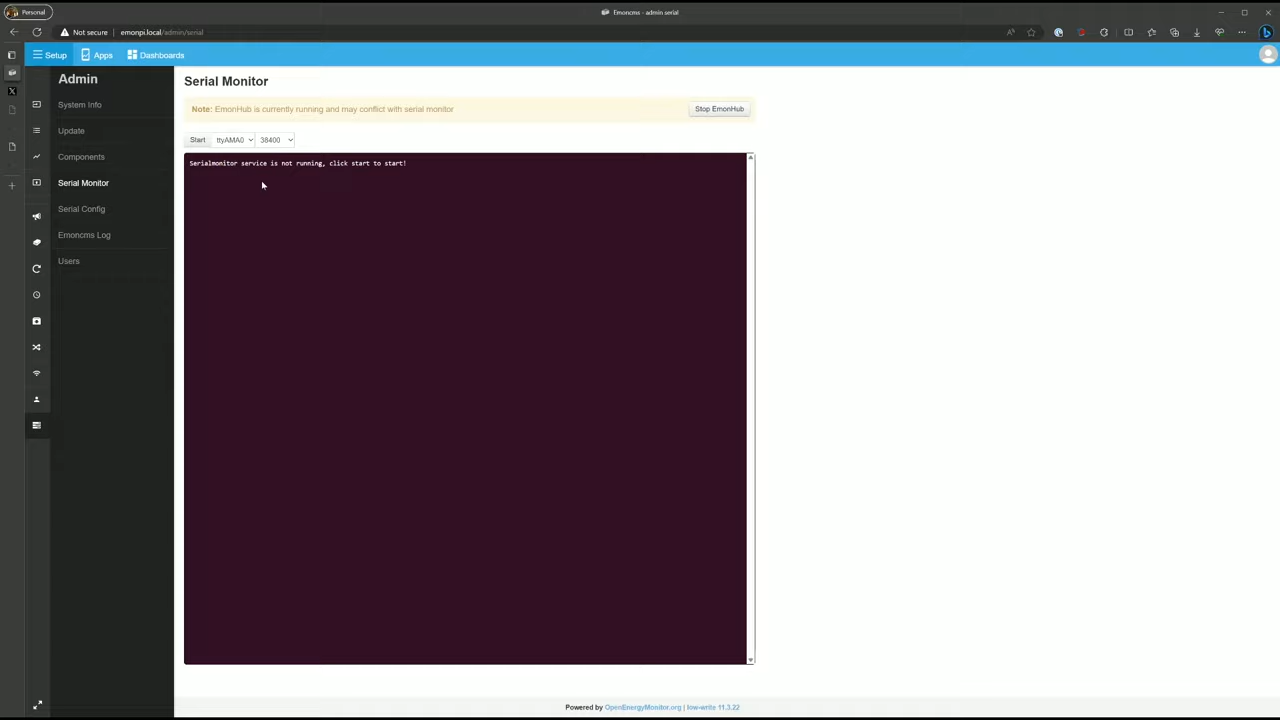 Personal
Emoncms - admin serial
Not secure
emonpi.local/admin/serial
Setup
Apps
Dashboards
Admin
System Info
Update
Components
Serial Monitor
Serial Config
Emoncms Log
Users
Serial Monitor
Note: EmonHub is currently running and may conflict with serial monitor
Stop EmonHub
Start
ttyAMA0
38400
Serialmonitor service is not running, click start to start!
Powered by OpenEnergyMonitor.org | low-write 11.3.22